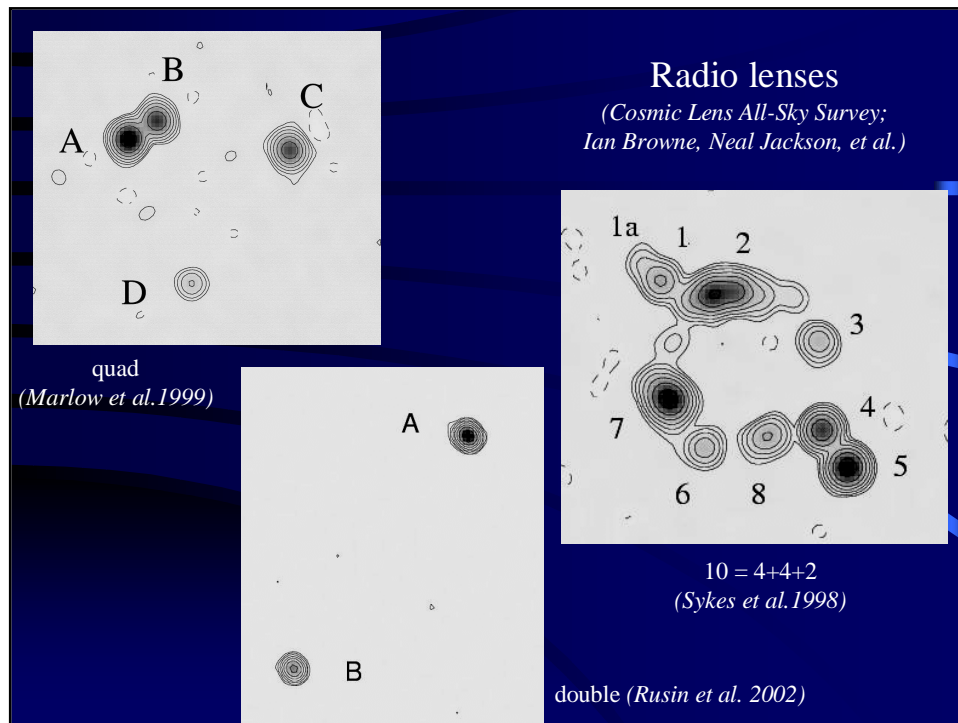 Radio lenses
(Cosmic Lens All-Sky Survey;
Ian Browne, Neal Jackson, et al.)
B
C
A
D
quad
(Marlow et al.1999)
1a
1
2
3
4
7
5
6
8
10 = 4+4+2
(Sykes et al.1998)
A
B
double (Rusin et al. 2002)